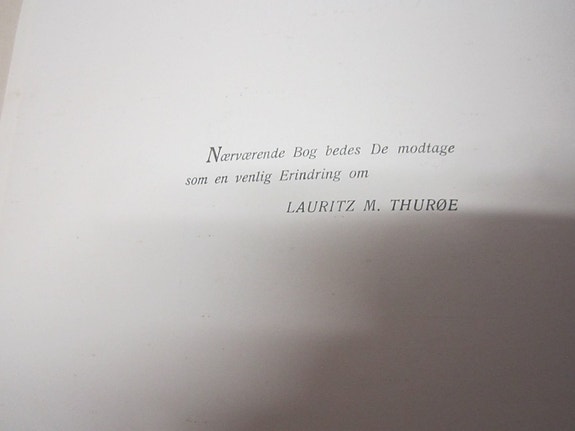 Nærværende Bog bedes De modtage
som en venlig Erindring om
LAURITZ M. THURØE